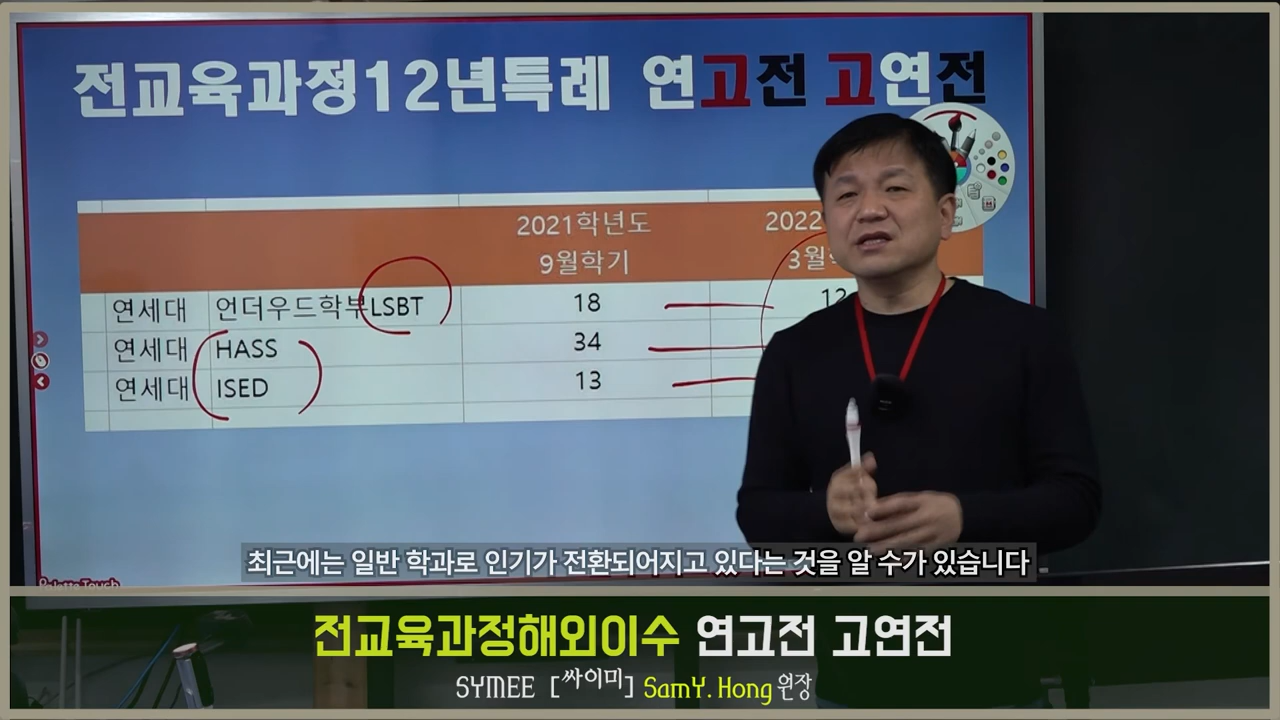 전교육과정12년특례 연고전 고연전
2021학년도 2022
9월학기 3월학
연세대 언더우드학부LSBT 18 12
연세대 HASS 34
연세대 ISED 13
최근에는 일반 학과로 인기가 전환되어지고 있다는 것을 알 수가 있습니다
Palette Touch
전교육과정해외이수 연고전 고연전
SYMEE [싸이미] SamY. Hong 원장